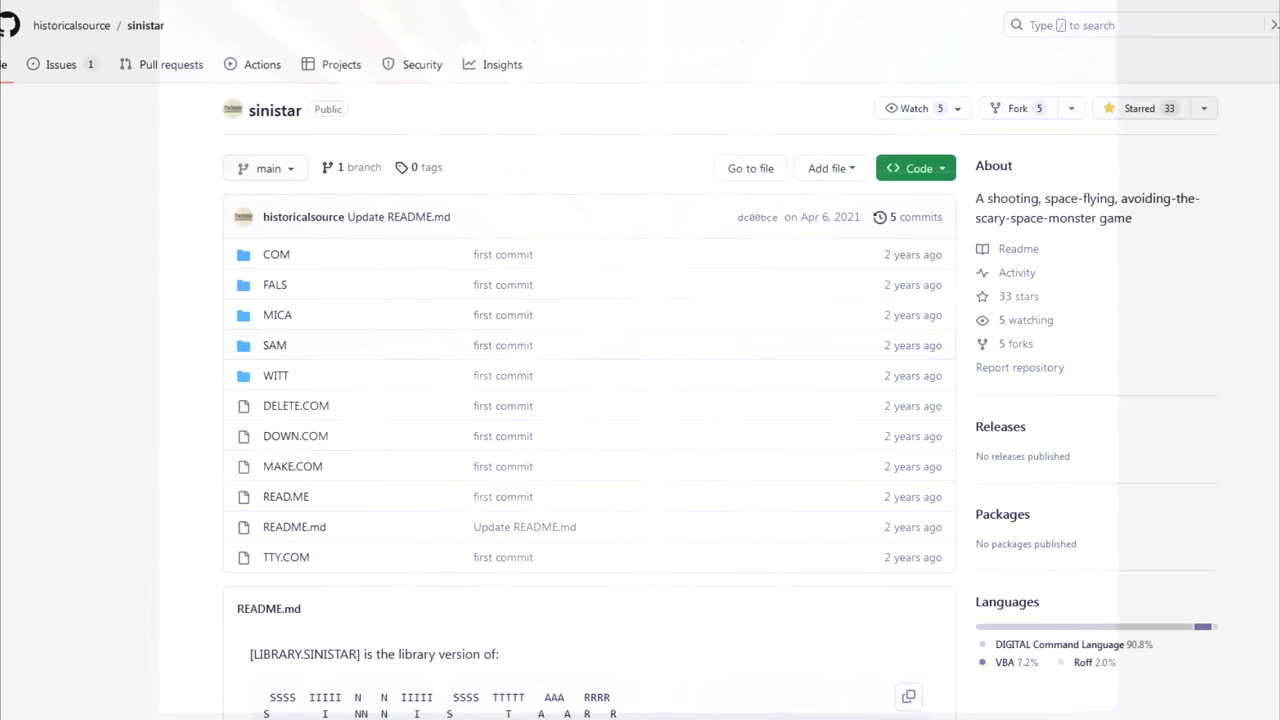 historicalsource / sinistar
Type / to search
Issues 1 Pull requests Actions Projects Security Insights
sinistar Public
Watch 5 Fork 5 Starred 33
main 1 branch 0 tags Go to file Add file Code
historicalsource Update README.md dc00bce on Apr 6, 2021 5 commits
COM first commit 2 years ago
FALS first commit 2 years ago
MICA first commit 2 years ago
SAM first commit 2 years ago
WITT first commit 2 years ago
DELETE.COM first commit 2 years ago
DOWN.COM first commit 2 years ago
MAKE.COM first commit 2 years ago
READ.ME first commit 2 years ago
README.md Update README.md 2 years ago
TTY.COM first commit 2 years ago
README.md
[LIBRARY.SINISTAR] is the library version of:
SSSS IIIII N N IIIII SSSS TTTTT AAA RRRR
S I NN N I S T A A R R
About
A shooting, space-flying, avoiding-the-
scary-space-monster game
Readme
Activity
33 stars
5 watching
5 forks
Report repository
Releases
No releases published
Packages
No packages published
Languages
DIGITAL Command Language 90.8%
VBA 7.2% Roff 2.0%